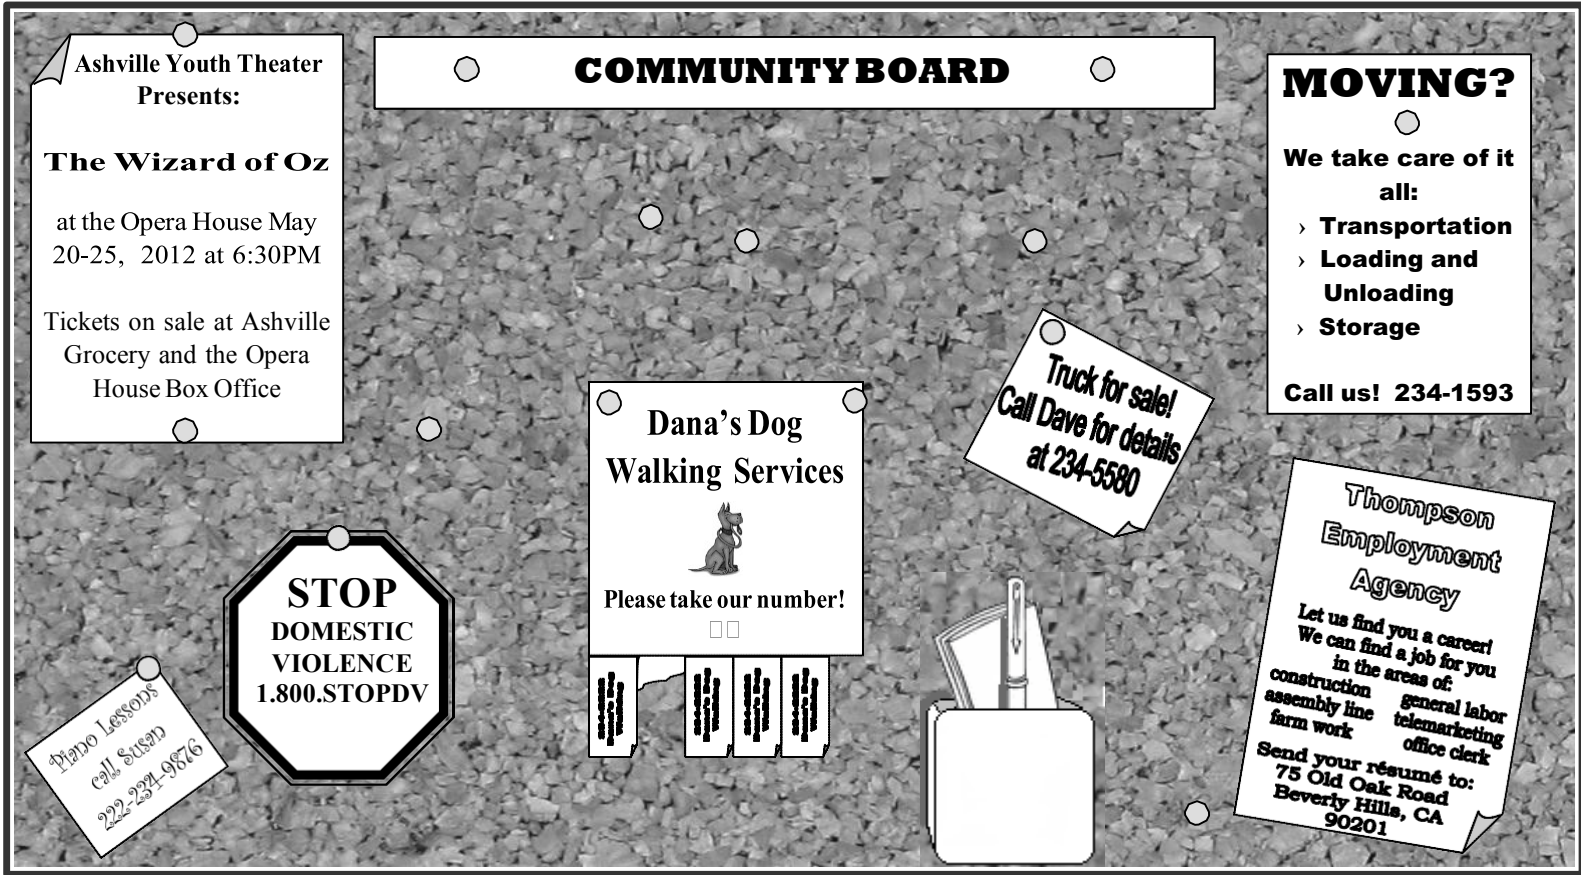 Ashville Youth Theater
Presents:
The Wizard of Oz
at the Opera House May
20-25, 2012 at 6:30PM
Tickets on sale at Ashville
Grocery and the Opera
House Box Office
COMMUNITY BOARD
MOVING?
We take care of it
all:
› Transportation
› Loading and
Unloading
› Storage
Call us! 234-1593
Truck for sale!
Call Dave for details
at 234-5580
Dana's Dog
Walking Services
Please take our number!
STOP
DOMESTIC
VIOLENCE
1.800.STOPDV
Piano Lessons
call Susan
222-234-9876
Thompson
Employment
Agency
Let us find you a career!
We can find a job for you
in the areas of:
construction general labor
assembly line telemarketing
farm work office clerk
Send your résumé to:
75 Old Oak Road
Beverly Hills, CA
90201